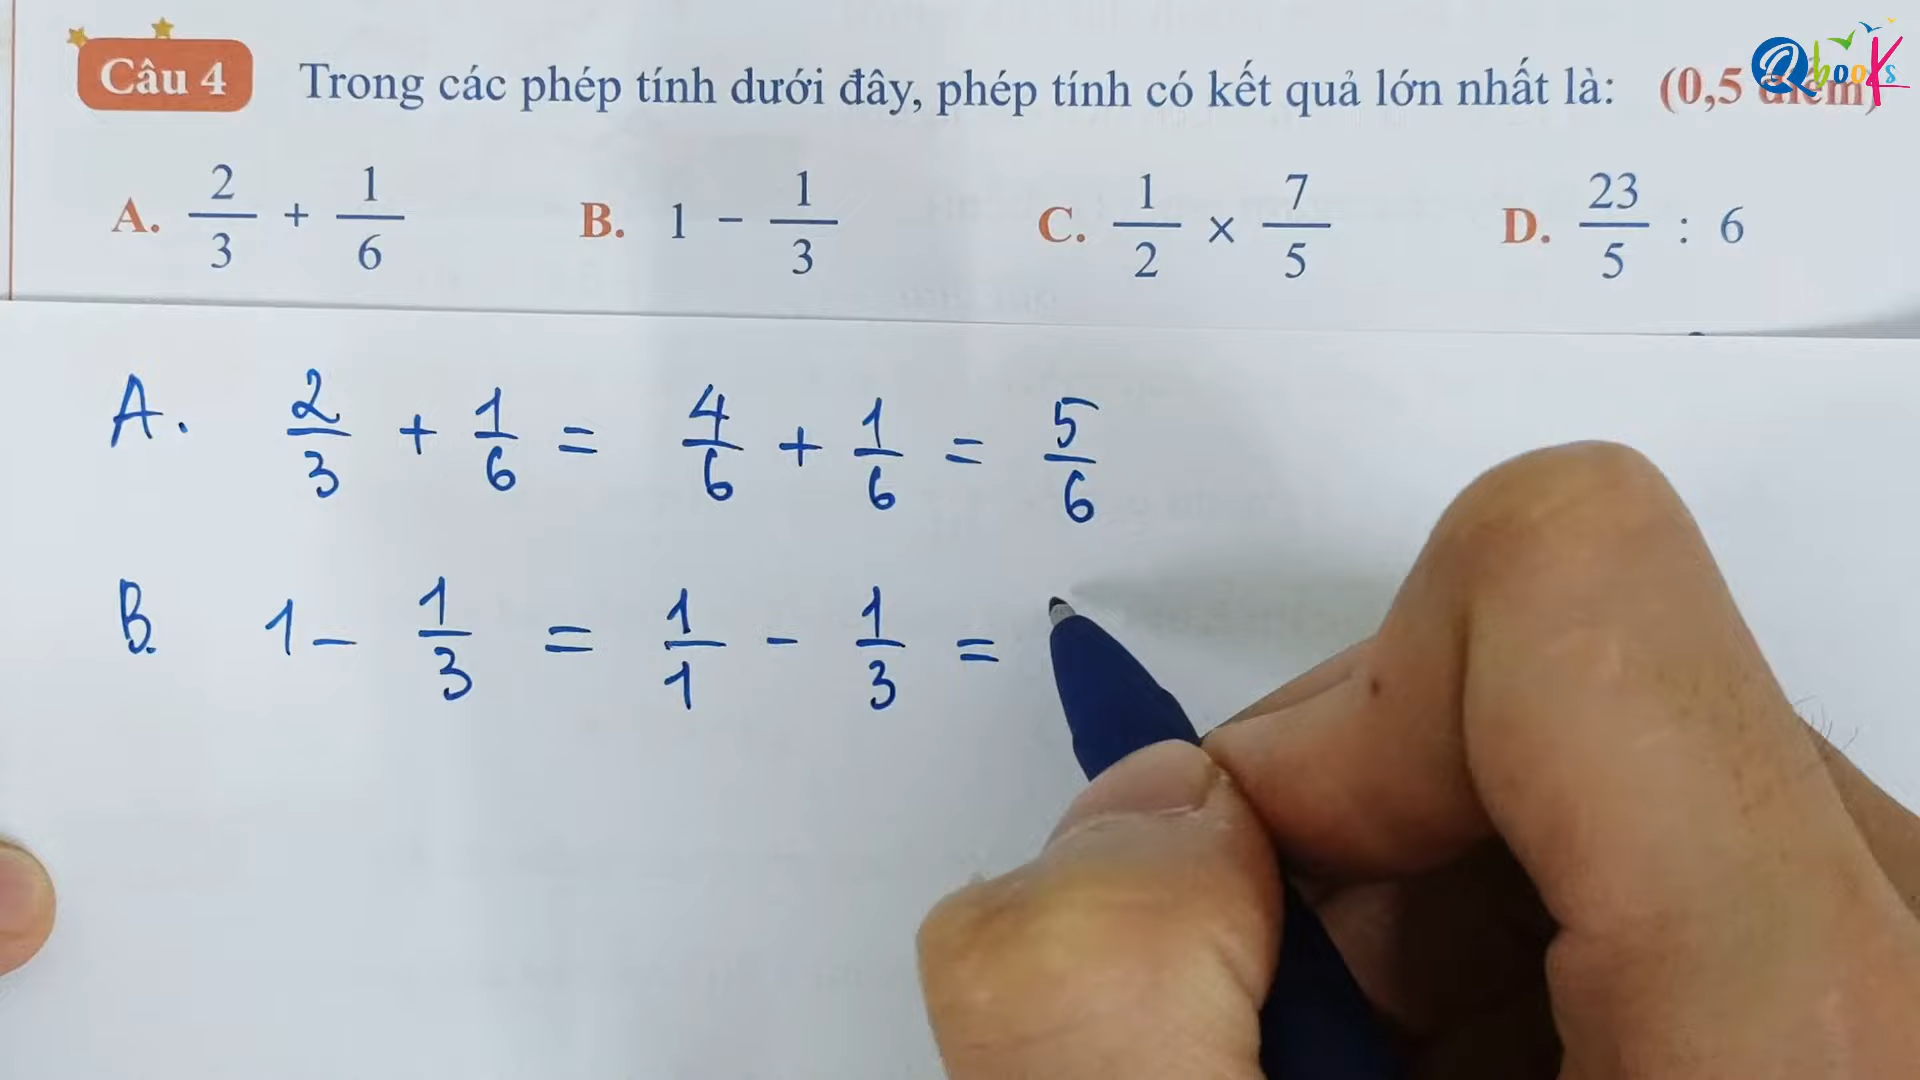 Câu 4 Trong các phép tính dưới đây, phép tính có kết quả lớn nhất là: (0,5 điểm)
Qbooks
A. 2/3 + 1/6 B. 1 - 1/3 C. 1/2 × 7/5 D. 23/5 : 6
A. 2/3 + 1/6 = 4/6 + 1/6 = 5/6
B. 1 - 1/3 = 1/1 - 1/3 =